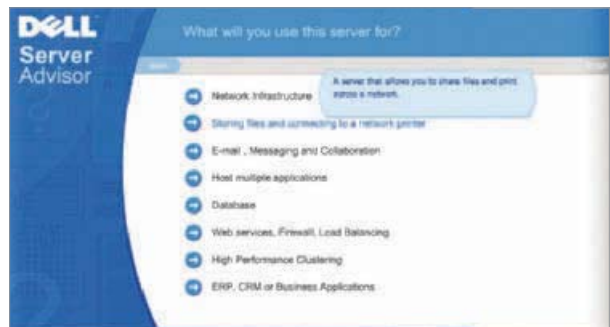 DELL
Server
Advisor
What will you use this server for?
A server that allows you to share files and print
across a network.
Network Infrastructure
Storing files and connecting to a network printer
E-mail , Messaging and Collaboration
Host multiple applications
Database
Web services, Firewall, Load Balancing
High Performance Clustering
ERP, CRM or Business Applications